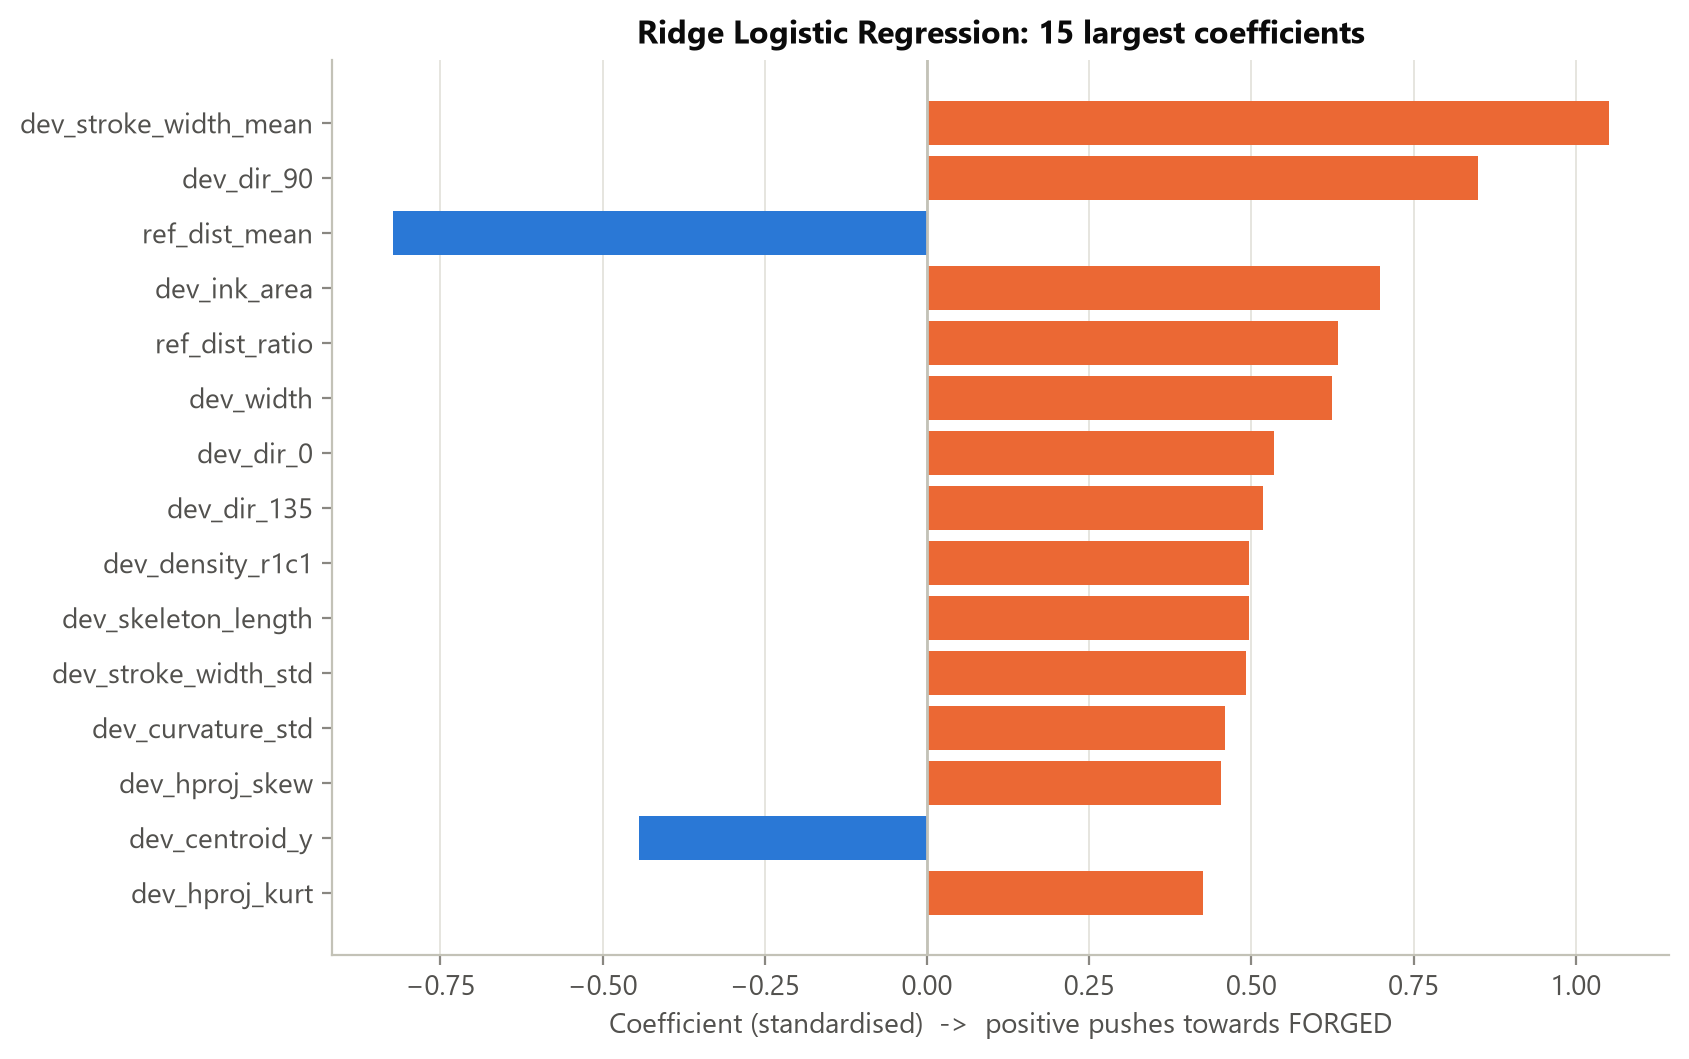 Ridge Logistic Regression: 15 largest coefficients
dev_stroke_width_mean
dev_dir_90
ref_dist_mean
dev_ink_area
ref_dist_ratio
dev_width
dev_dir_0
dev_dir_135
dev_density_r1c1
dev_skeleton_length
dev_stroke_width_std
dev_curvature_std
dev_hproj_skew
dev_centroid_y
dev_hproj_kurt
−0.75 −0.50 −0.25 0.00 0.25 0.50 0.75 1.00
Coefficient (standardised) -> positive pushes towards FORGED